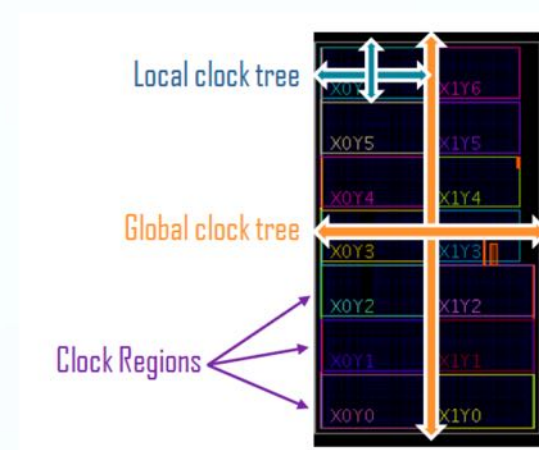 Local clock tree
X1Y6
X0Y5 X1Y5
X0Y4 X1Y4
Global clock tree
X0Y3 X1Y3
X0Y2 X1Y2
Clock Regions
X0Y1 X1Y1
X0Y0 X1Y0